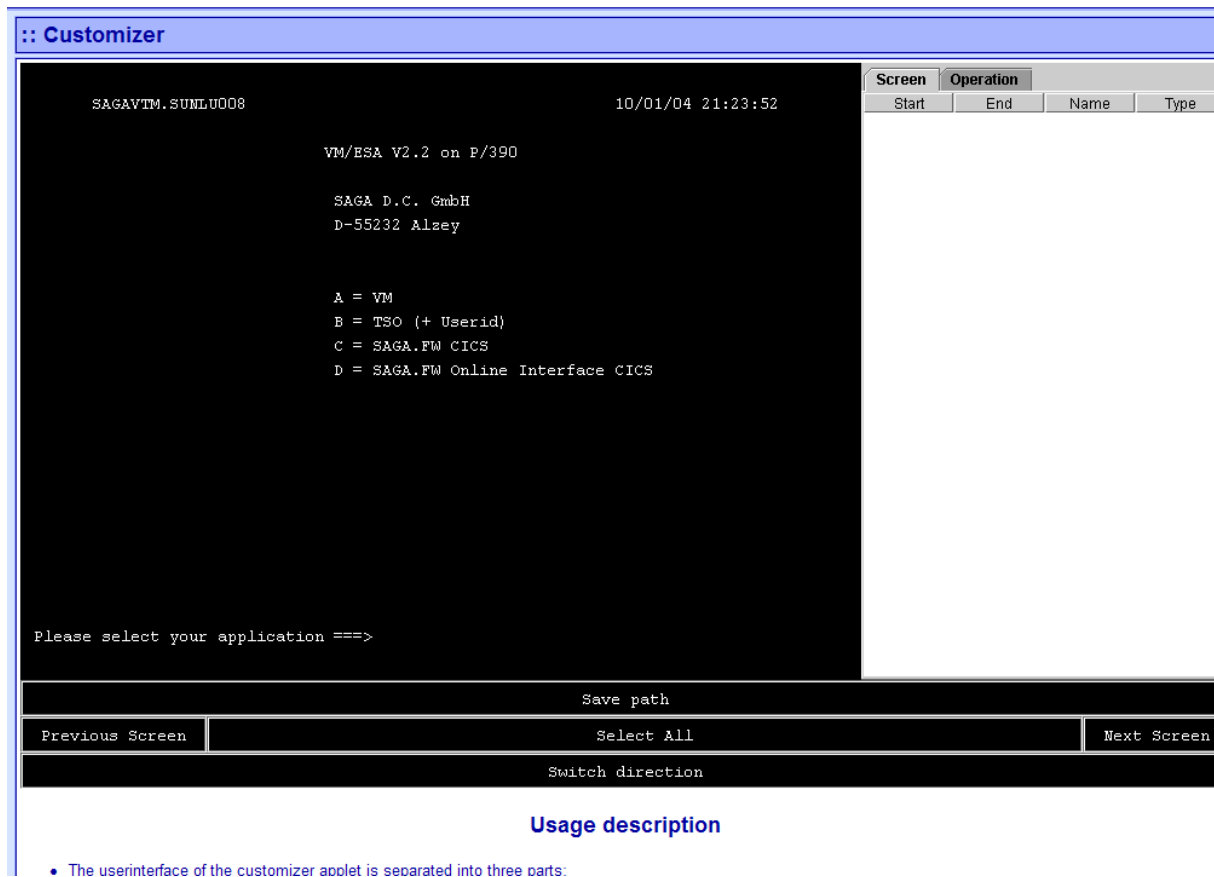 :: Customizer
Screen Operation
Start End Name Type
SAGAVTM.SUNLU008 10/01/04 21:23:52
VM/ESA V2.2 on P/390
SAGA D.C. GmbH
D-55232 Alzey
A = VM
B = TSO (+ Userid)
C = SAGA.FW CICS
D = SAGA.FW Online Interface CICS
Please select your application ===>
Save path
Previous Screen Select All Next Screen
Switch direction
Usage description
• The userinterface of the customizer applet is separated into three parts: